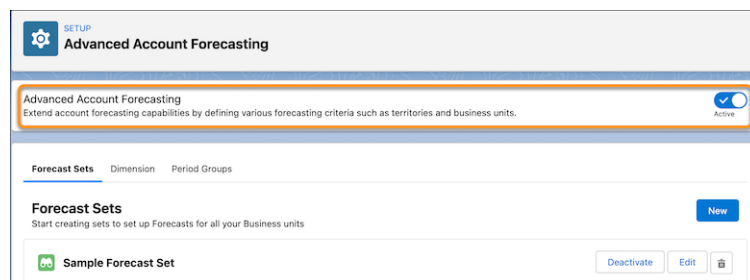 SETUP
Advanced Account Forecasting
Advanced Account Forecasting
Extend account forecasting capabilities by defining various forecasting criteria such as territories and business units.
Active
Forecast Sets Dimension Period Groups
Forecast Sets
Start creating sets to set up Forecasts for all your Business units
New
Sample Forecast Set
Deactivate Edit